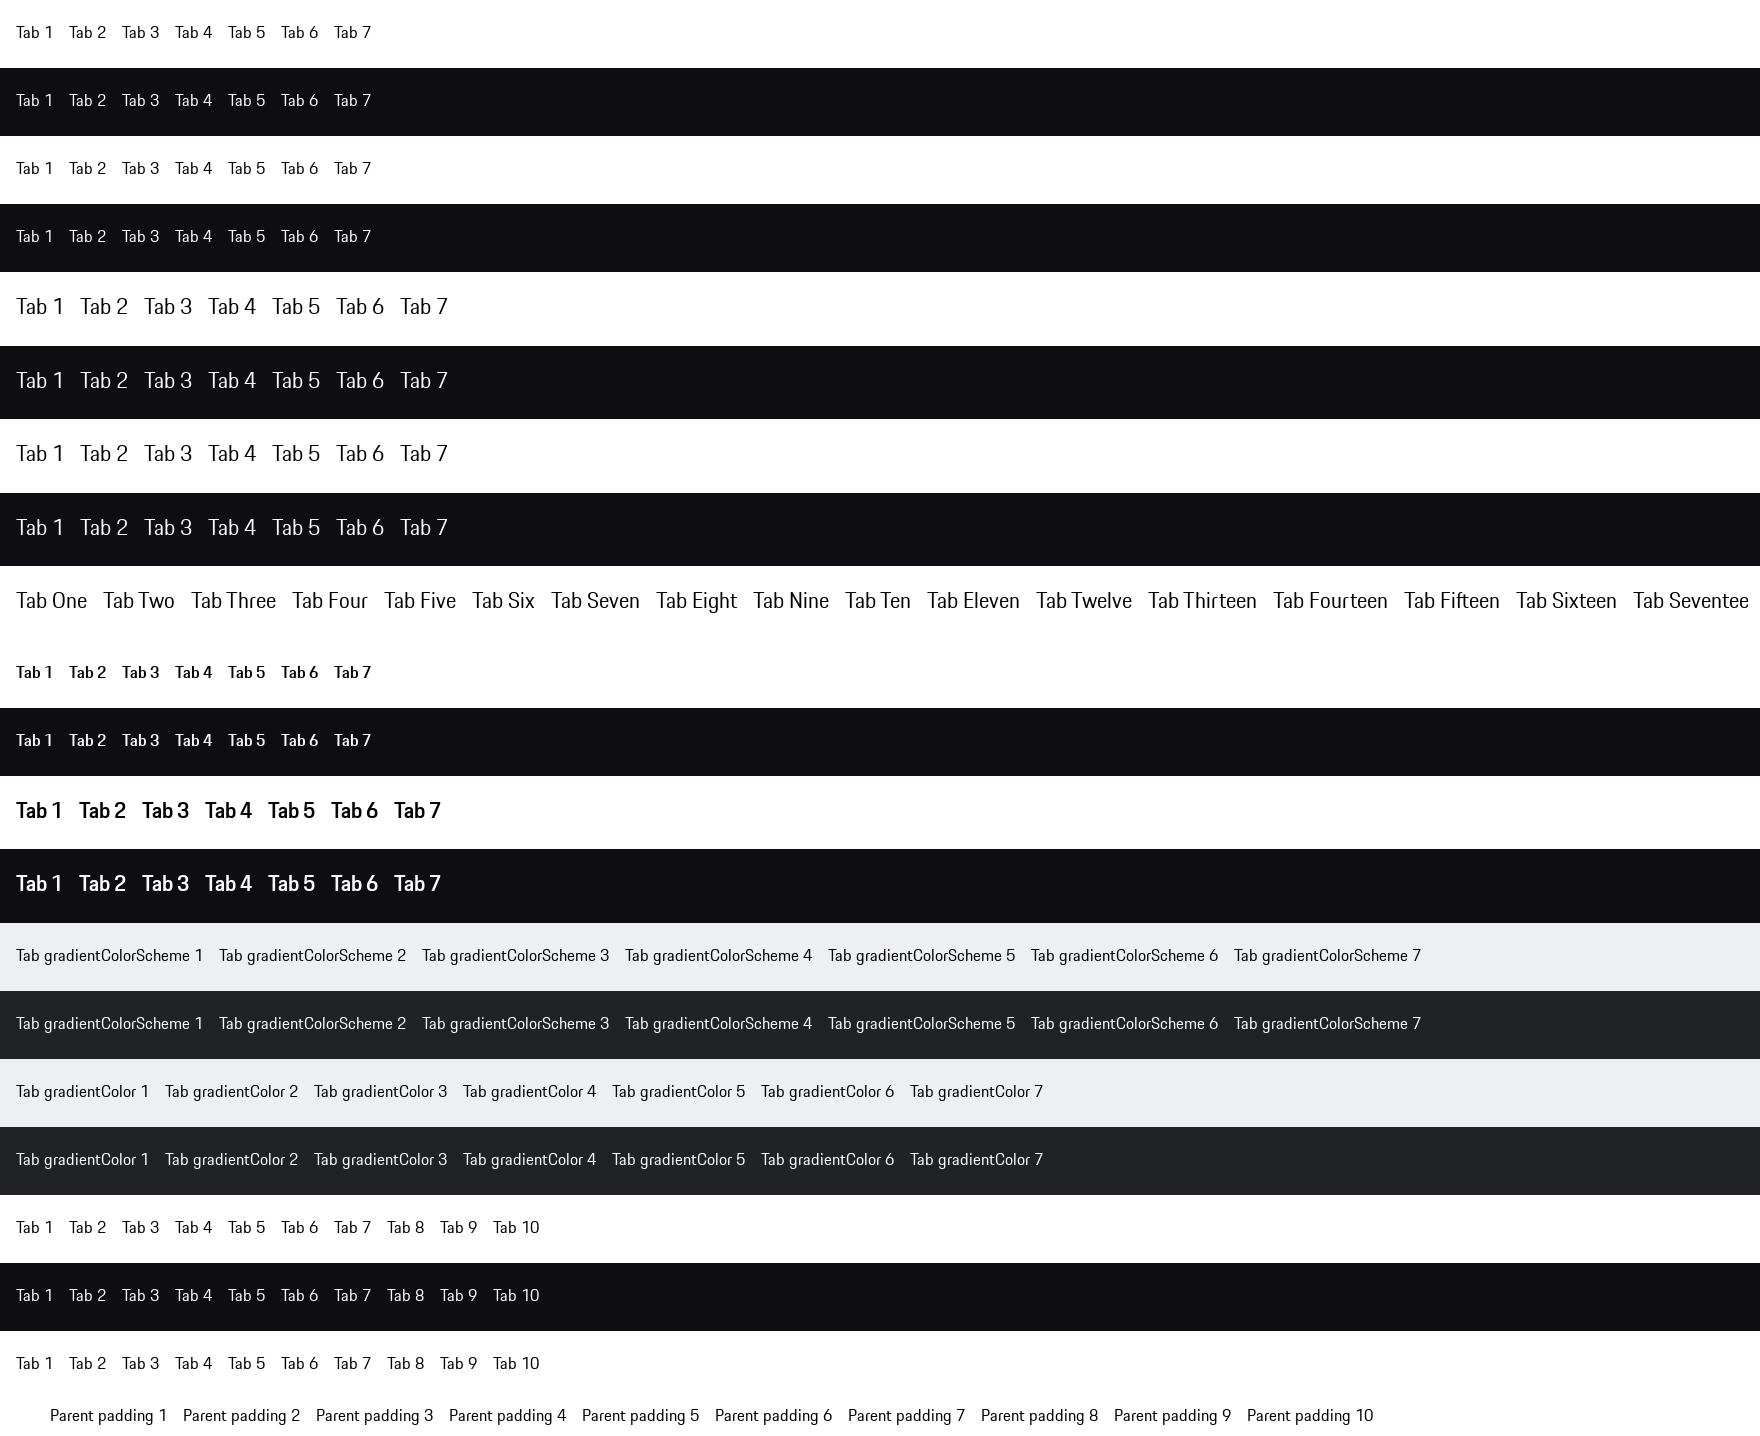 Tab 1 Tab 2 Tab 3 Tab 4 Tab 5 Tab 6 Tab 7
Tab 1 Tab 2 Tab 3 Tab 4 Tab 5 Tab 6 Tab 7
Tab 1 Tab 2 Tab 3 Tab 4 Tab 5 Tab 6 Tab 7
Tab 1 Tab 2 Tab 3 Tab 4 Tab 5 Tab 6 Tab 7
Tab 1 Tab 2 Tab 3 Tab 4 Tab 5 Tab 6 Tab 7
Tab 1 Tab 2 Tab 3 Tab 4 Tab 5 Tab 6 Tab 7
Tab 1 Tab 2 Tab 3 Tab 4 Tab 5 Tab 6 Tab 7
Tab 1 Tab 2 Tab 3 Tab 4 Tab 5 Tab 6 Tab 7
Tab One Tab Two Tab Three Tab Four Tab Five Tab Six Tab Seven Tab Eight Tab Nine Tab Ten Tab Eleven Tab Twelve Tab Thirteen Tab Fourteen Tab Fifteen Tab Sixteen Tab Seventee
Tab 1 Tab 2 Tab 3 Tab 4 Tab 5 Tab 6 Tab 7
Tab 1 Tab 2 Tab 3 Tab 4 Tab 5 Tab 6 Tab 7
Tab 1 Tab 2 Tab 3 Tab 4 Tab 5 Tab 6 Tab 7
Tab 1 Tab 2 Tab 3 Tab 4 Tab 5 Tab 6 Tab 7
Tab gradientColorScheme 1 Tab gradientColorScheme 2 Tab gradientColorScheme 3 Tab gradientColorScheme 4 Tab gradientColorScheme 5 Tab gradientColorScheme 6 Tab gradientColorScheme 7
Tab gradientColorScheme 1 Tab gradientColorScheme 2 Tab gradientColorScheme 3 Tab gradientColorScheme 4 Tab gradientColorScheme 5 Tab gradientColorScheme 6 Tab gradientColorScheme 7
Tab gradientColor 1 Tab gradientColor 2 Tab gradientColor 3 Tab gradientColor 4 Tab gradientColor 5 Tab gradientColor 6 Tab gradientColor 7
Tab gradientColor 1 Tab gradientColor 2 Tab gradientColor 3 Tab gradientColor 4 Tab gradientColor 5 Tab gradientColor 6 Tab gradientColor 7
Tab 1 Tab 2 Tab 3 Tab 4 Tab 5 Tab 6 Tab 7 Tab 8 Tab 9 Tab 10
Tab 1 Tab 2 Tab 3 Tab 4 Tab 5 Tab 6 Tab 7 Tab 8 Tab 9 Tab 10
Tab 1 Tab 2 Tab 3 Tab 4 Tab 5 Tab 6 Tab 7 Tab 8 Tab 9 Tab 10
Parent padding 1 Parent padding 2 Parent padding 3 Parent padding 4 Parent padding 5 Parent padding 6 Parent padding 7 Parent padding 8 Parent padding 9 Parent padding 10